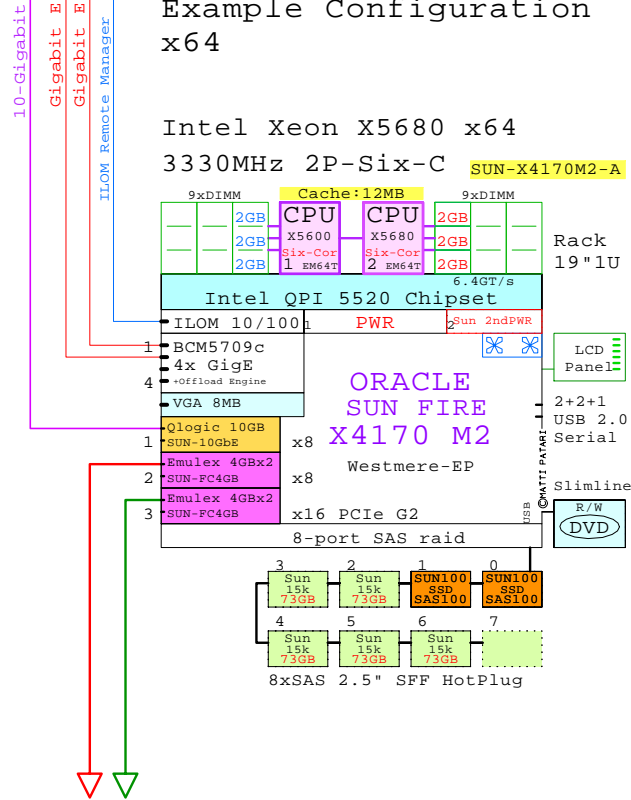 Example Configuration
x64
10-Gigabit
Gigabit E
Gigabit E
ILOM Remote Manager
Intel Xeon X5680 x64
3330MHz 2P-Six-C
SUN-X4170M2-A
9xDIMM
Cache:12MB
9xDIMM
2GB
2GB
2GB
CPU
X5600
Six-Cor
1 EM64T
CPU
X5680
Six-Cor
2 EM64T
2GB
2GB
2GB
Rack
19"1U
6.4GT/s
Intel QPI 5520 Chipset
ILOM 10/100
1 PWR
2 Sun 2ndPWR
1 BCM5709c
4x GigE
4 +Offload Engine
LCD
Panel
VGA 8MB
ORACLE
SUN FIRE
X4170 M2
Westmere-EP
2+2+1
USB 2.0
Serial
©MATTI PATARI
Qlogic 10GB
1 SUN-10GbE x8
Emulex 4GBx2
2 SUN-FC4GB x8
Emulex 4GBx2
3 SUN-FC4GB x16 PCIe G2
USB
Slimline
R/W
DVD
8-port SAS raid
3 2 1 0
Sun
15k
73GB
Sun
15k
73GB
SUN100
SSD
SAS100
SUN100
SSD
SAS100
4 5 6 7
Sun
15k
73GB
Sun
15k
73GB
Sun
15k
73GB
8xSAS 2.5" SFF HotPlug